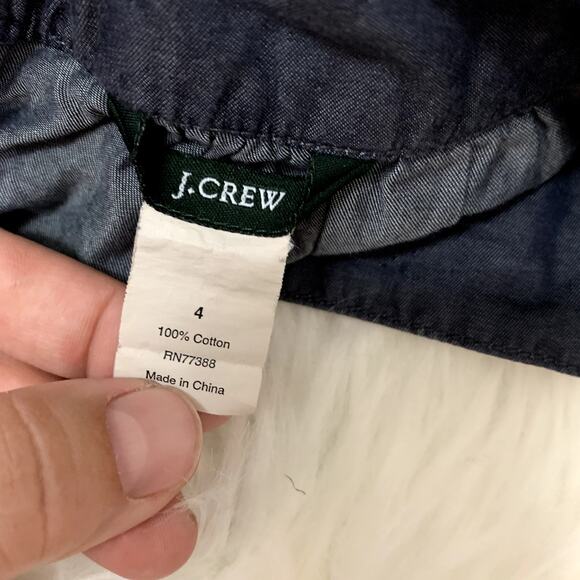 J.CREW
4
100% Cotton
RN77388
Made in China